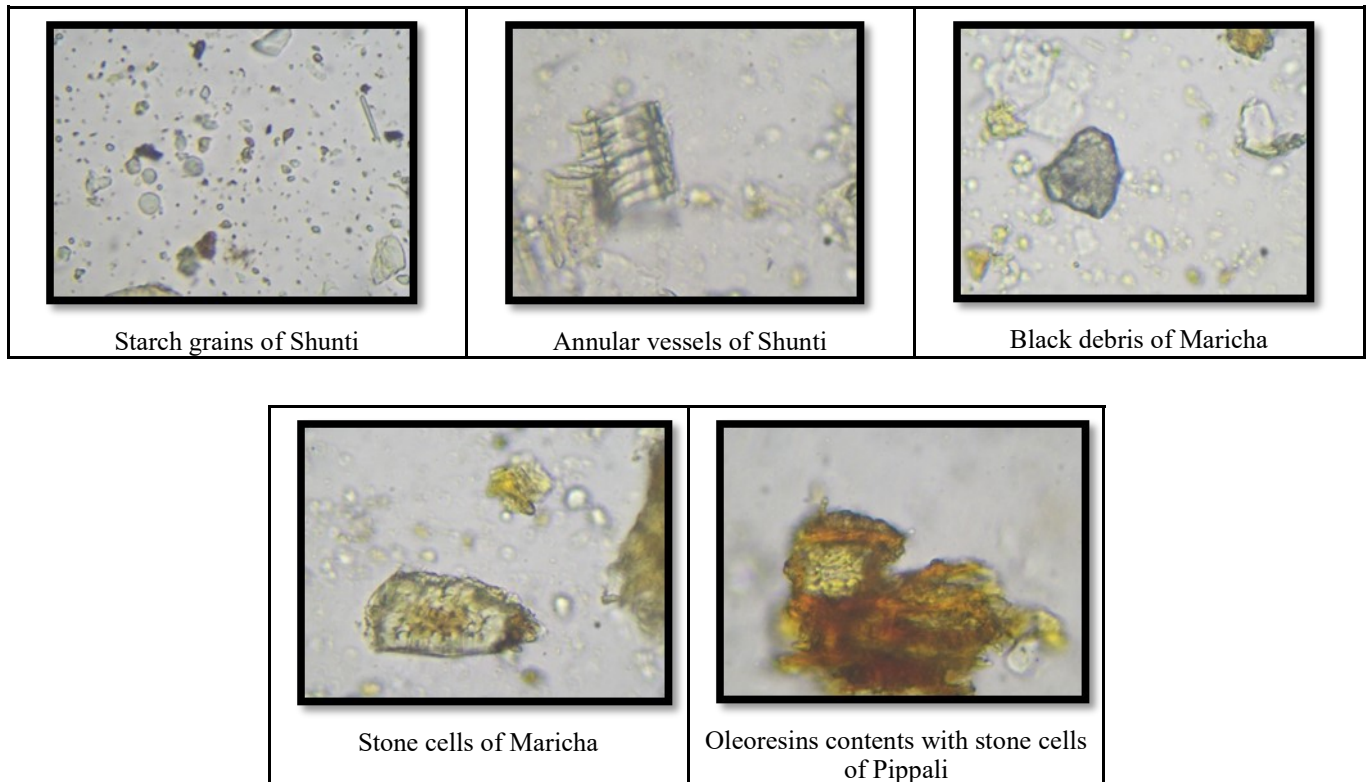 Starch grains of Shunti
Annular vessels of Shunti
Black debris of Maricha
Stone cells of Maricha
Oleoresins contents with stone cells
of Pippali